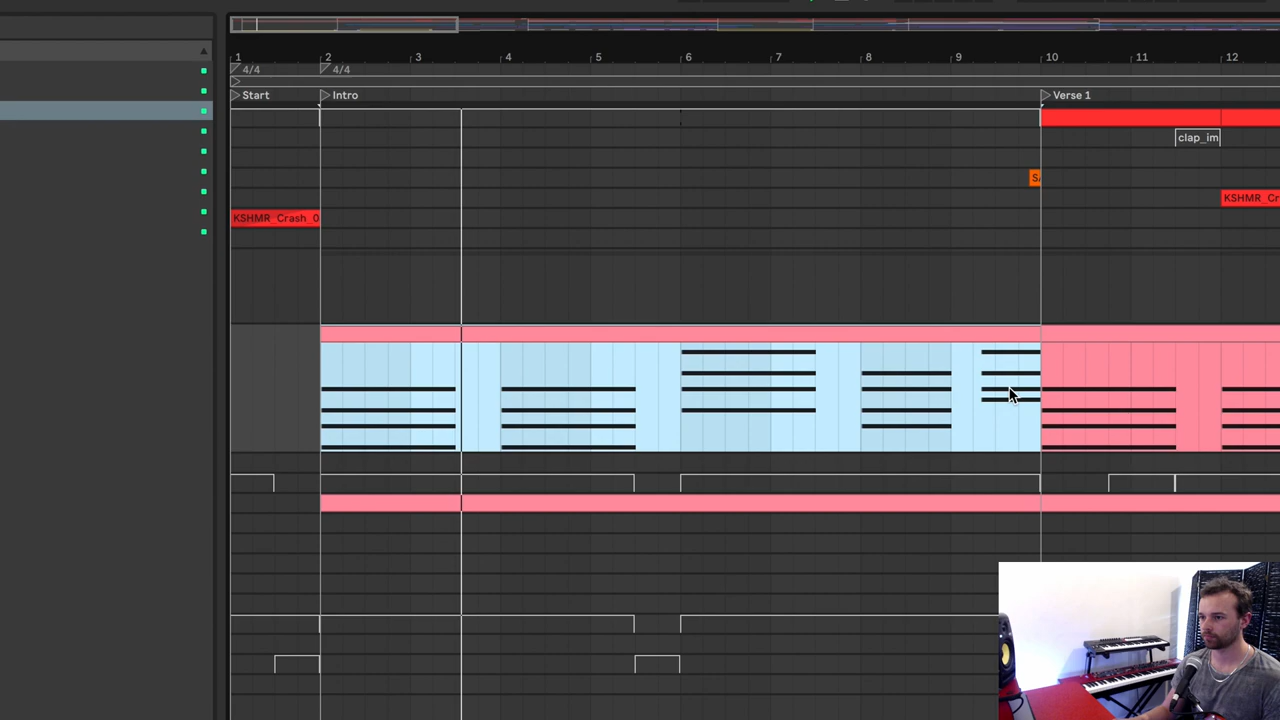 1 2 3 4 5 6 7 8 9 10 11 12
4/4 4/4
Start Intro Verse 1
clap_im
S/
KSHMR_Cr
KSHMR_Crash_0